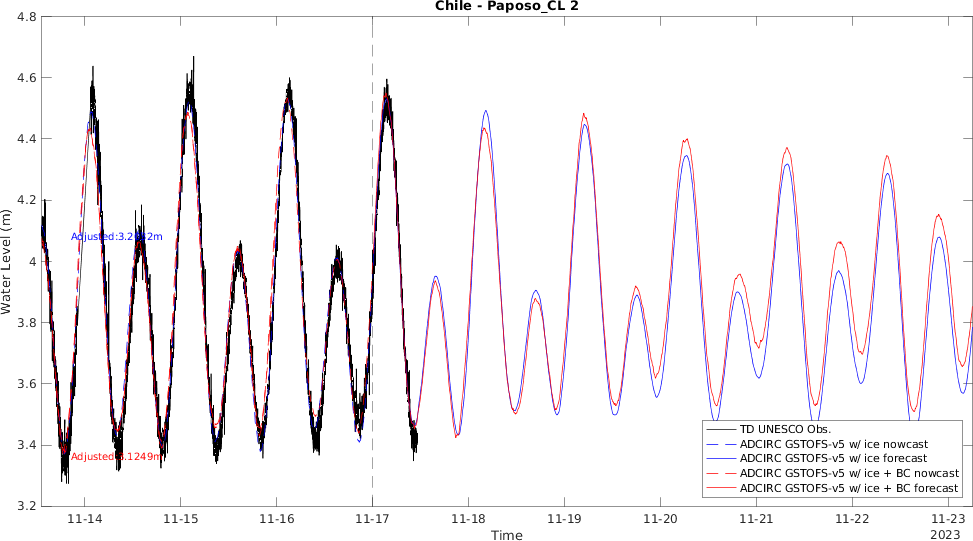 Chile - Paposo_CL 2
Water Level (m)
4.8
4.6
4.4
4.2
4
3.8
3.6
3.4
3.2
Adjusted:
Adjusted:3.1249m
TD UNESCO Obs.
ADCIRC GSTOFS-v5 w/ ice nowcast
ADCIRC GSTOFS-v5 w/ ice forecast
ADCIRC GSTOFS-v5 w/ ice + BC nowcast
ADCIRC GSTOFS-v5 w/ ice + BC forecast
11-14 11-15 11-16 11-17 11-18 11-19 11-20 11-21 11-22 11-23
Time
2023